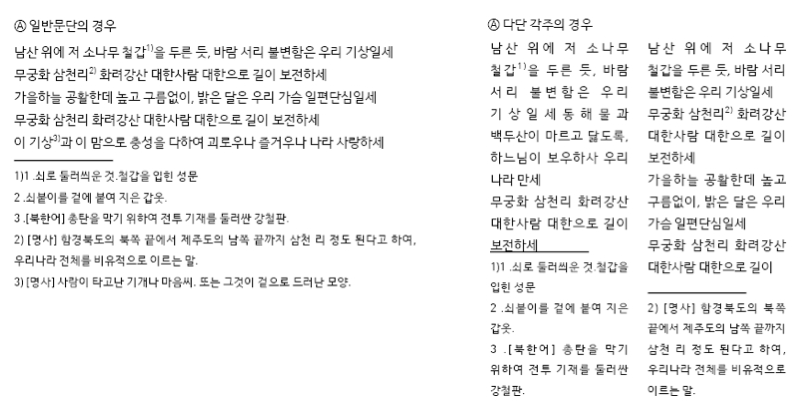 Ⓐ 일반문단의 경우
남산 위에 저 소나무 철갑1)을 두른 듯, 바람 서리 불변함은 우리 기상일세
무궁화 삼천리2) 화려강산 대한사람 대한으로 길이 보전하세
가을하늘 공활한데 높고 구름없이, 밝은 달은 우리 가슴 일편단심일세
무궁화 삼천리 화려강산 대한사람 대한으로 길이 보전하세
이 기상3)과 이 맘으로 충성을 다하여 괴로우나 즐거우나 나라 사랑하세
1)1 .쇠로 둘러씌운 것.철갑을 입힌 성문
2 .쇠붙이를 겉에 붙여 지은 갑옷.
3 .[북한어] 총탄을 막기 위하여 전투 기재를 둘러싼 강철판.
2) [명사] 함경북도의 북쪽 끝에서 제주도의 남쪽 끝까지 삼천 리 정도 된다고 하여,
우리나라 전체를 비유적으로 이르는 말.
3) [명사] 사람이 타고난 기개나 마음씨. 또는 그것이 겉으로 드러난 모양.
Ⓐ 다단 각주의 경우
남산 위에 저 소나무
철갑1)을 두른 듯, 바람
서리 불변함은 우리
기상일세동해물과
백두산이 마르고 닳도록,
하느님이 보우하사 우리
나라 만세
무궁화 삼천리 화려강산
대한사람 대한으로 길이
보전하세
1)1 .쇠로 둘러씌운 것.철갑을
입힌 성문
2 .쇠붙이를 겉에 붙여 지은
갑옷.
3 .[북한어] 총탄을 막기
위하여 전투 기재를 둘러싼
강철판.
남산 위에 저 소나무
철갑을 두른 듯, 바람 서리
불변함은 우리 기상일세
무궁화 삼천리2) 화려강산
대한사람 대한으로 길이
보전하세
가을하늘 공활한데 높고
구름없이, 밝은 달은 우리
가슴 일편단심일세
무궁화 삼천리 화려강산
대한사람 대한으로 길이
2) [명사] 함경북도의 북쪽
끝에서 제주도의 남쪽 끝까지
삼천 리 정도 된다고 하여,
우리나라 전체를 비유적으로
이르는 말.